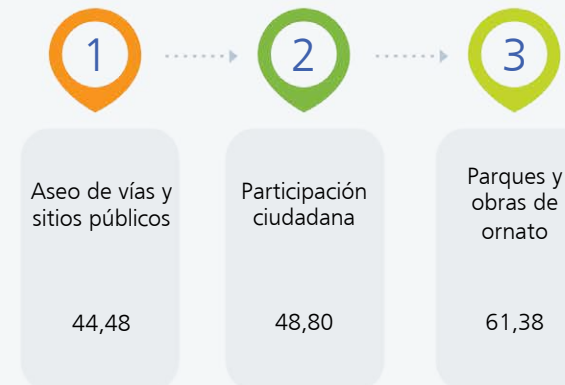 1
2
3
Aseo de vías y
sitios públicos
44,48
Participación
ciudadana
48,80
Parques y
obras de
ornato
61,38